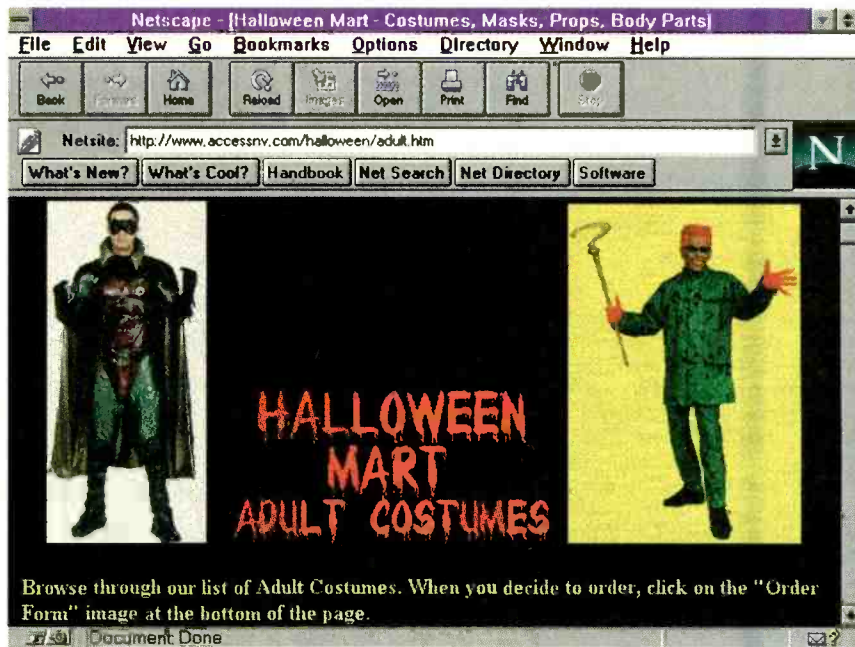 Netscape - [Halloween Mart - Costumes, Masks, Props, Body Parts]
File Edit View Go Bookmarks Options Directory Window Help
Back Forward Home Reload Images Open Print Find Stop
Netsite: http://www.accessnv.com/halloween/adult.htm
N
What's New? What's Cool? Handbook Net Search Net Directory Software
HALLOWEEN
MART
ADULT COSTUMES
Browse through our list of Adult Costumes. When you decide to order, click on the "Order
Form" image at the bottom of the page.
Document: Done
?